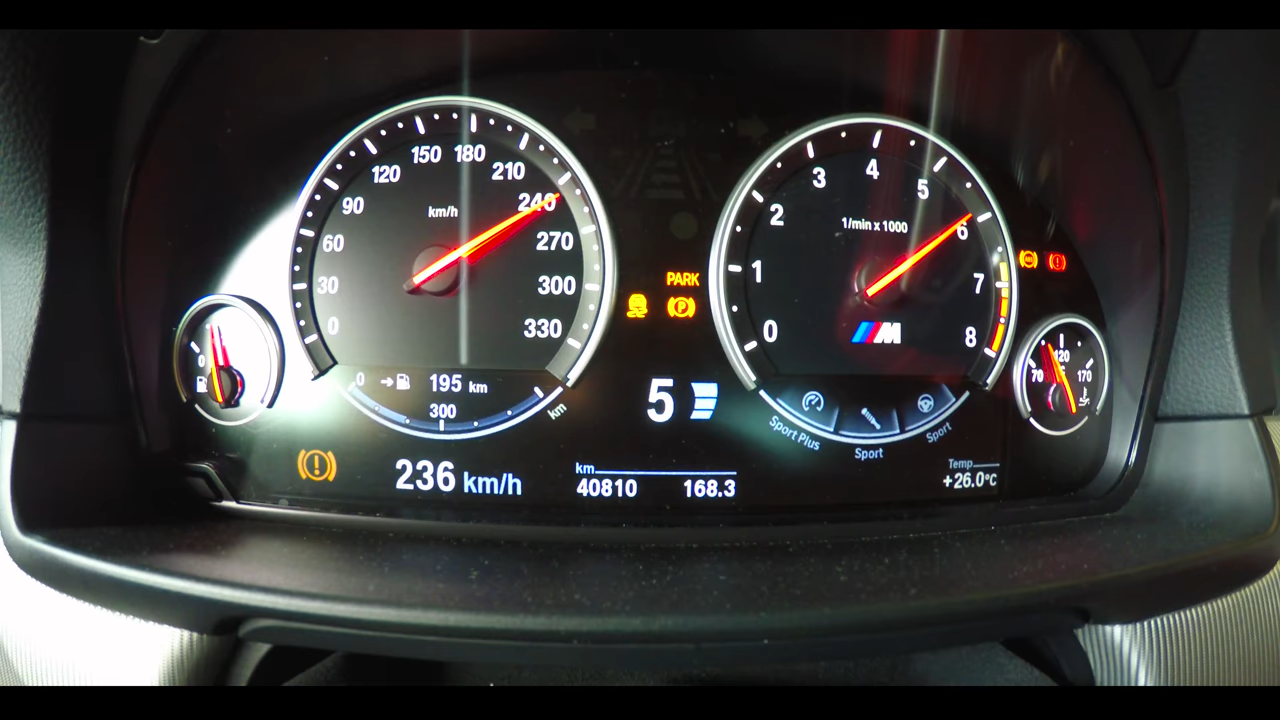 0
30
60
90
120
150
180
210
240
270
300
330
km/h
0
195 km
300
km
0
236 km/h
PARK
P
5
km
40810 168.3
0
1
2
3
4
5
6
7
8
1/min x 1000
M
Sport Plus
Sport
Sport
Temp
+26.0°C
ABS
70
120
170